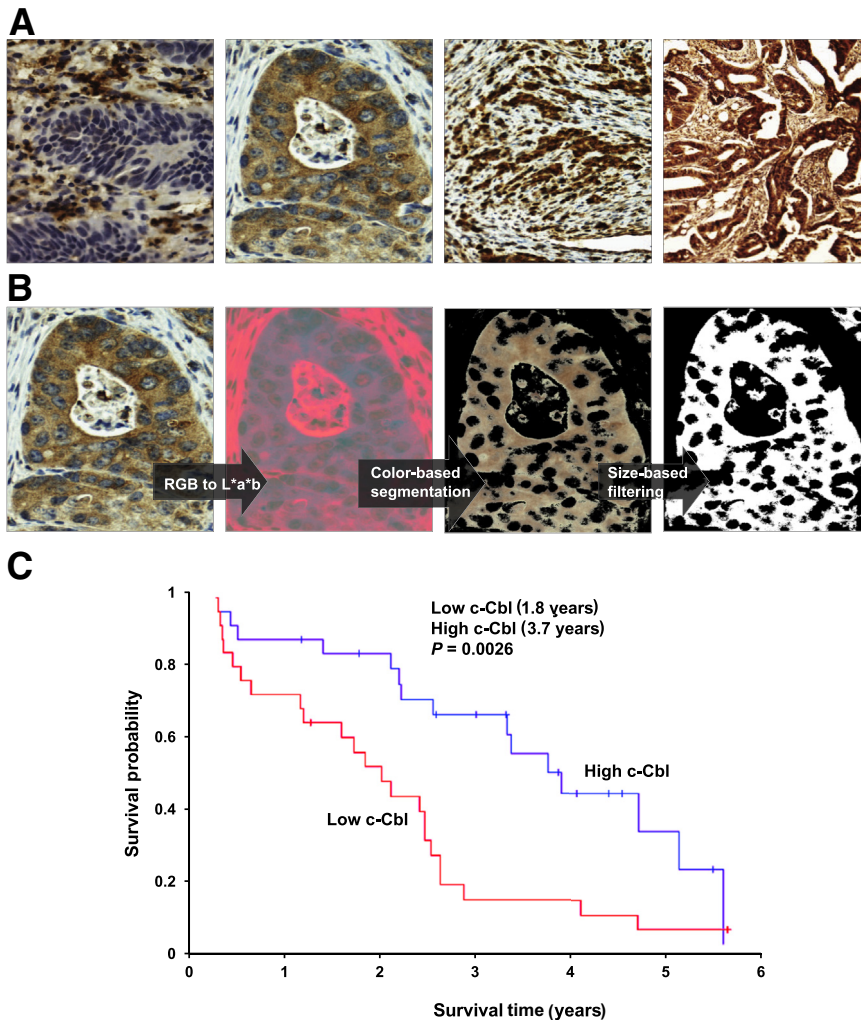 A
B
RGB to L*a*b
Color-based
segmentation
Size-based
filtering
C
Low c-Cbl (1.8 years)
High c-Cbl (3.7 years)
P = 0.0026
High c-Cbl
Low c-Cbl
Survival probability
1
0.8
0.6
0.4
0.2
0
0 1 2 3 4 5 6
Survival time (years)